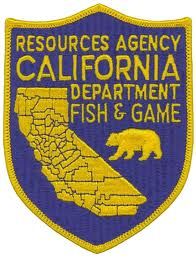 RESOURCES AGENCY
CALIFORNIA
DEPARTMENT
FISH & GAME